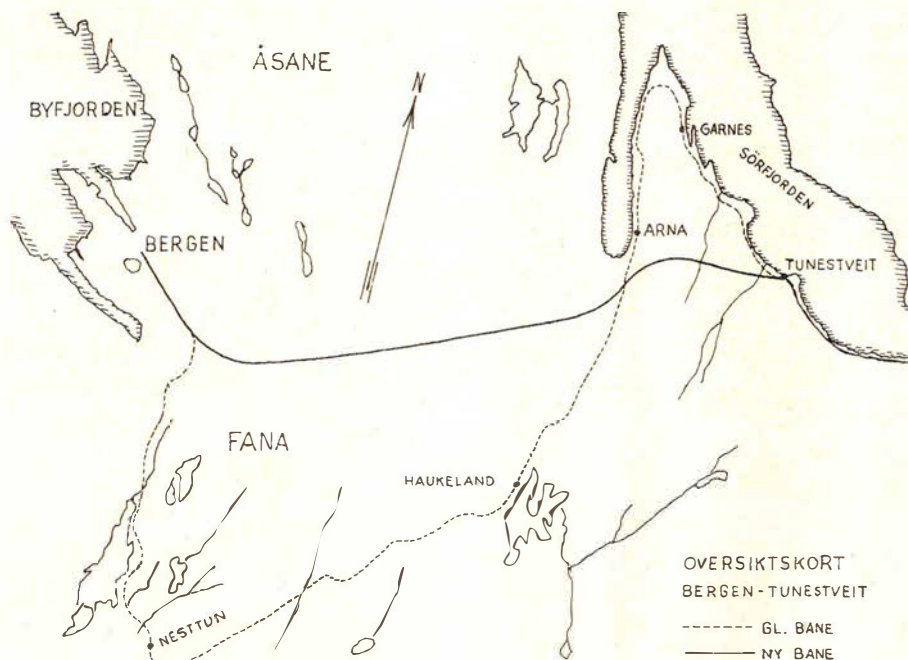 ÅSANE
N
BYFJORDEN
GARNES
SÖRFJORDEN
BERGEN
ARNA
TUNESTVEIT
FANA
HAUKELAND
NESTTUN
OVERSIKTSKORT
BERGEN-TUNESTVEIT
GL. BANE
NY BANE